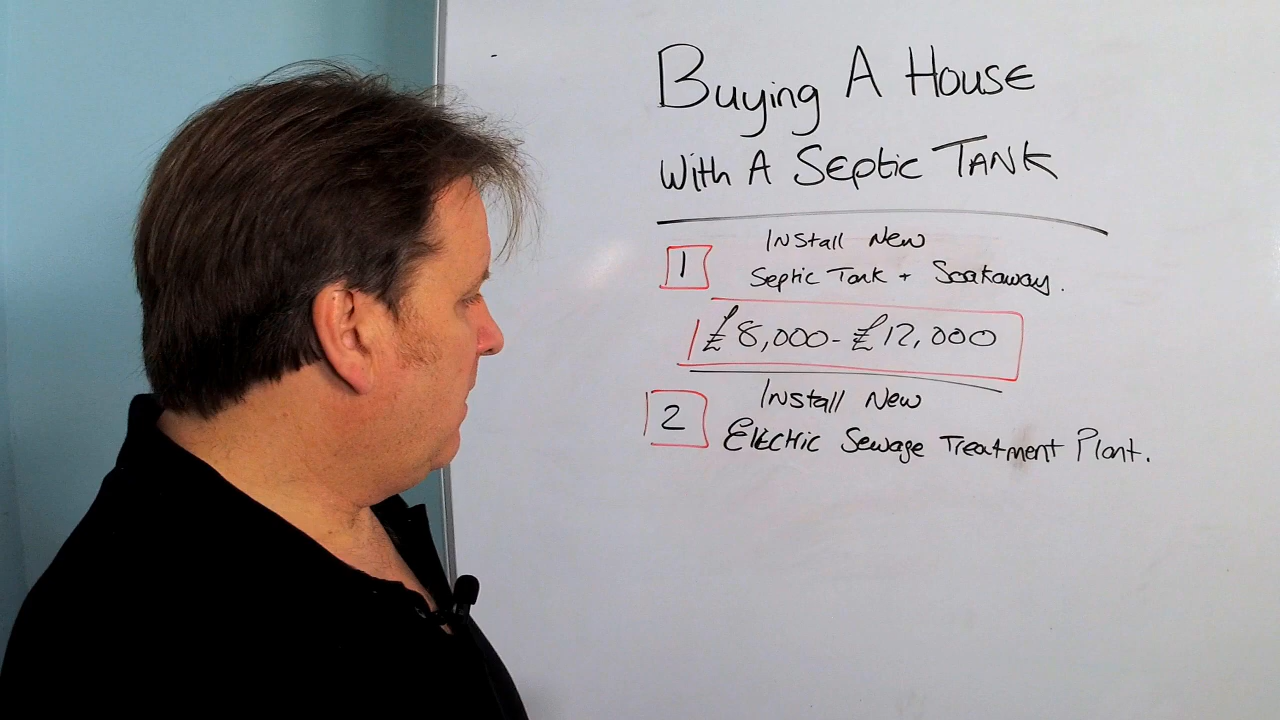 Buying A House
With A Septic Tank
1
Install New
Septic Tank + Soakaway.
£8,000-£12,000
2
Install New
Electric Sewage Treatment Plant.